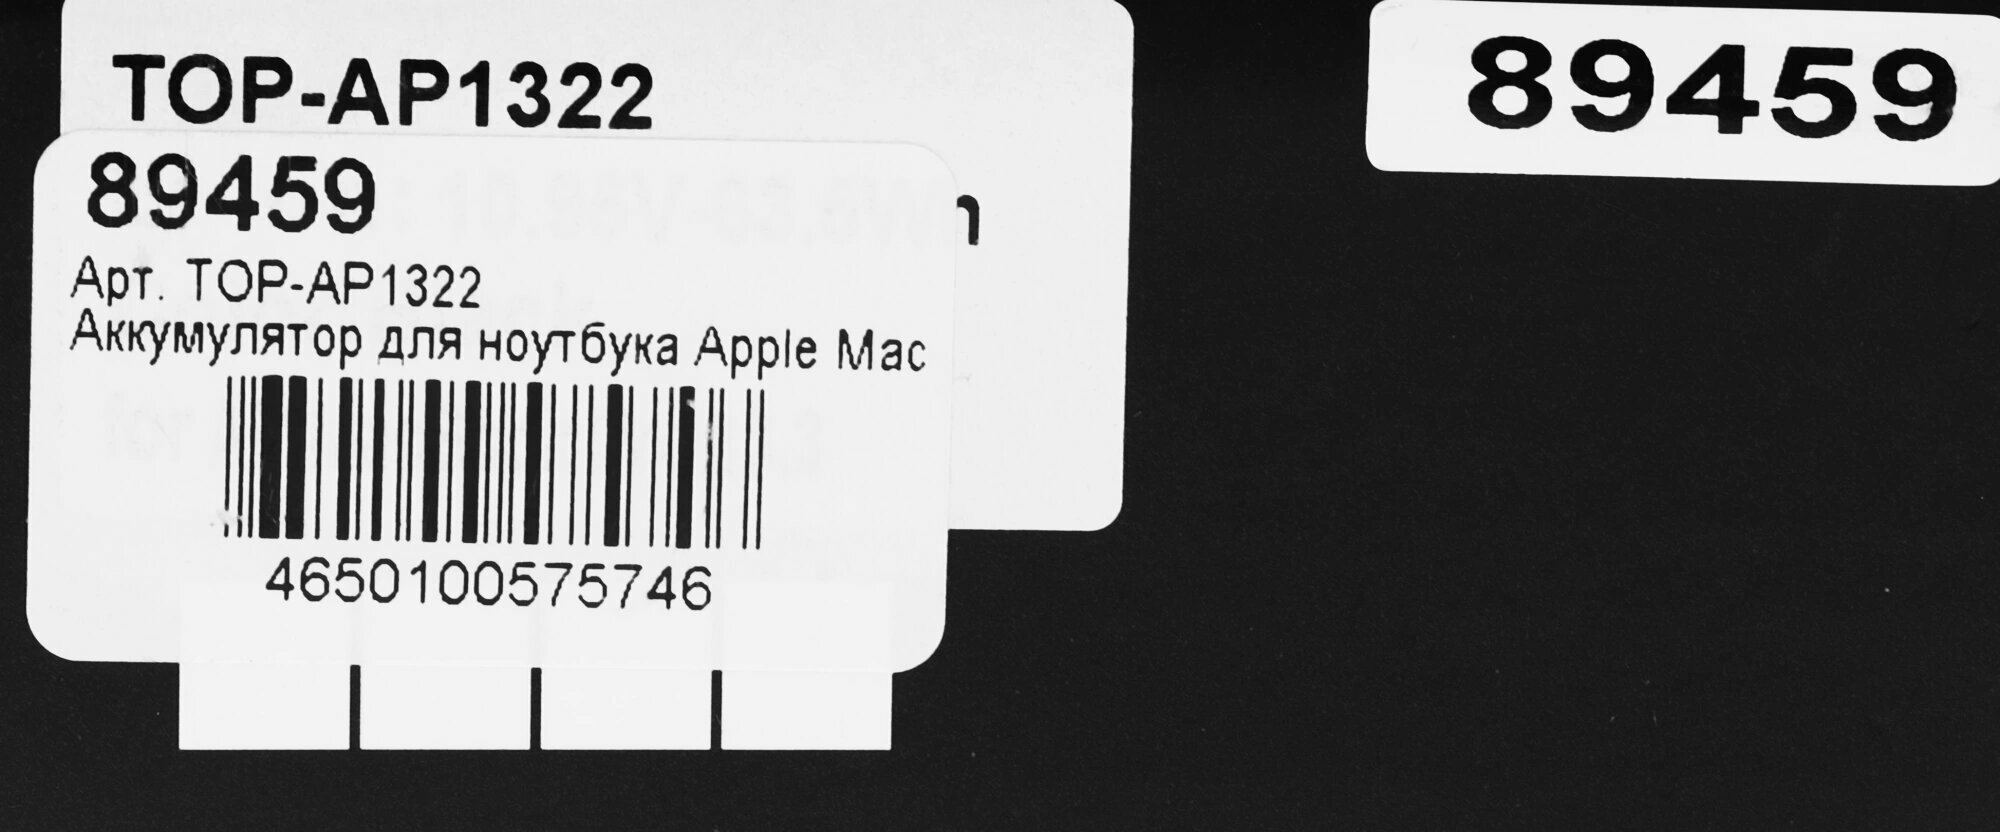 TOP-AP1322
89459
89459
Арт. TOP-AP1322
Аккумулятор для ноутбука Apple Mac
4650100575746